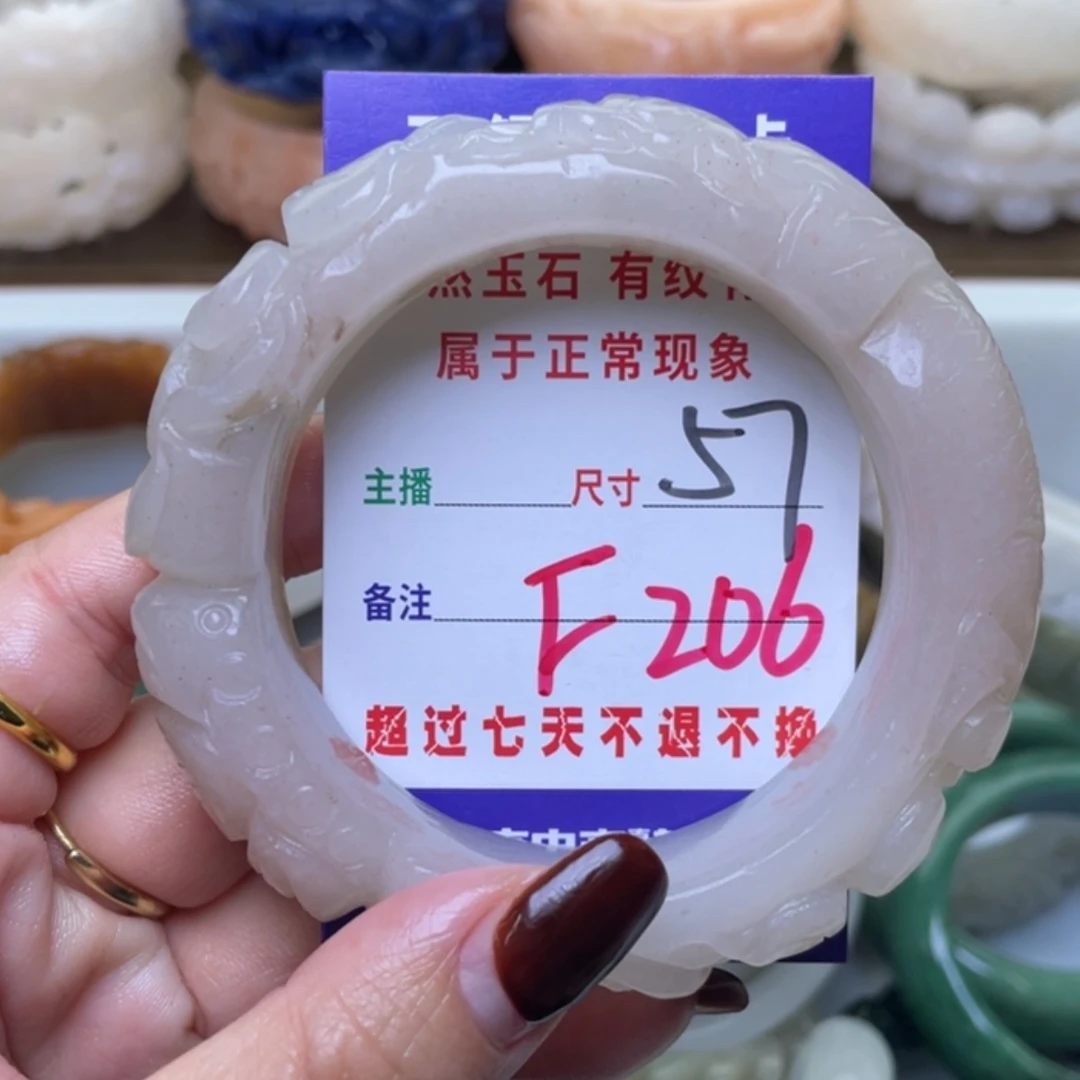 然玉石 有纹
属于正常现象
主播 尺寸 57
备注 F206
超过七天不退不换